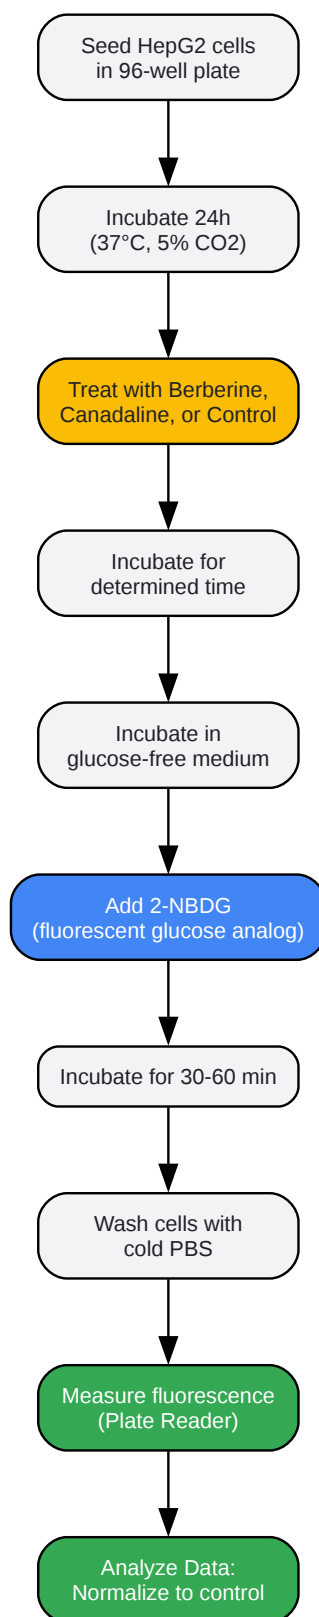 Seed HepG2 cells
in 96-well plate
Incubate 24h
(37°C, 5% CO2)
Treat with Berberine,
Canadaline, or Control
Incubate for
determined time
Incubate in
glucose-free medium
Add 2-NBDG
(fluorescent glucose analog)
Incubate for 30-60 min
Wash cells with
cold PBS
Measure fluorescence
(Plate Reader)
Analyze Data:
Normalize to control